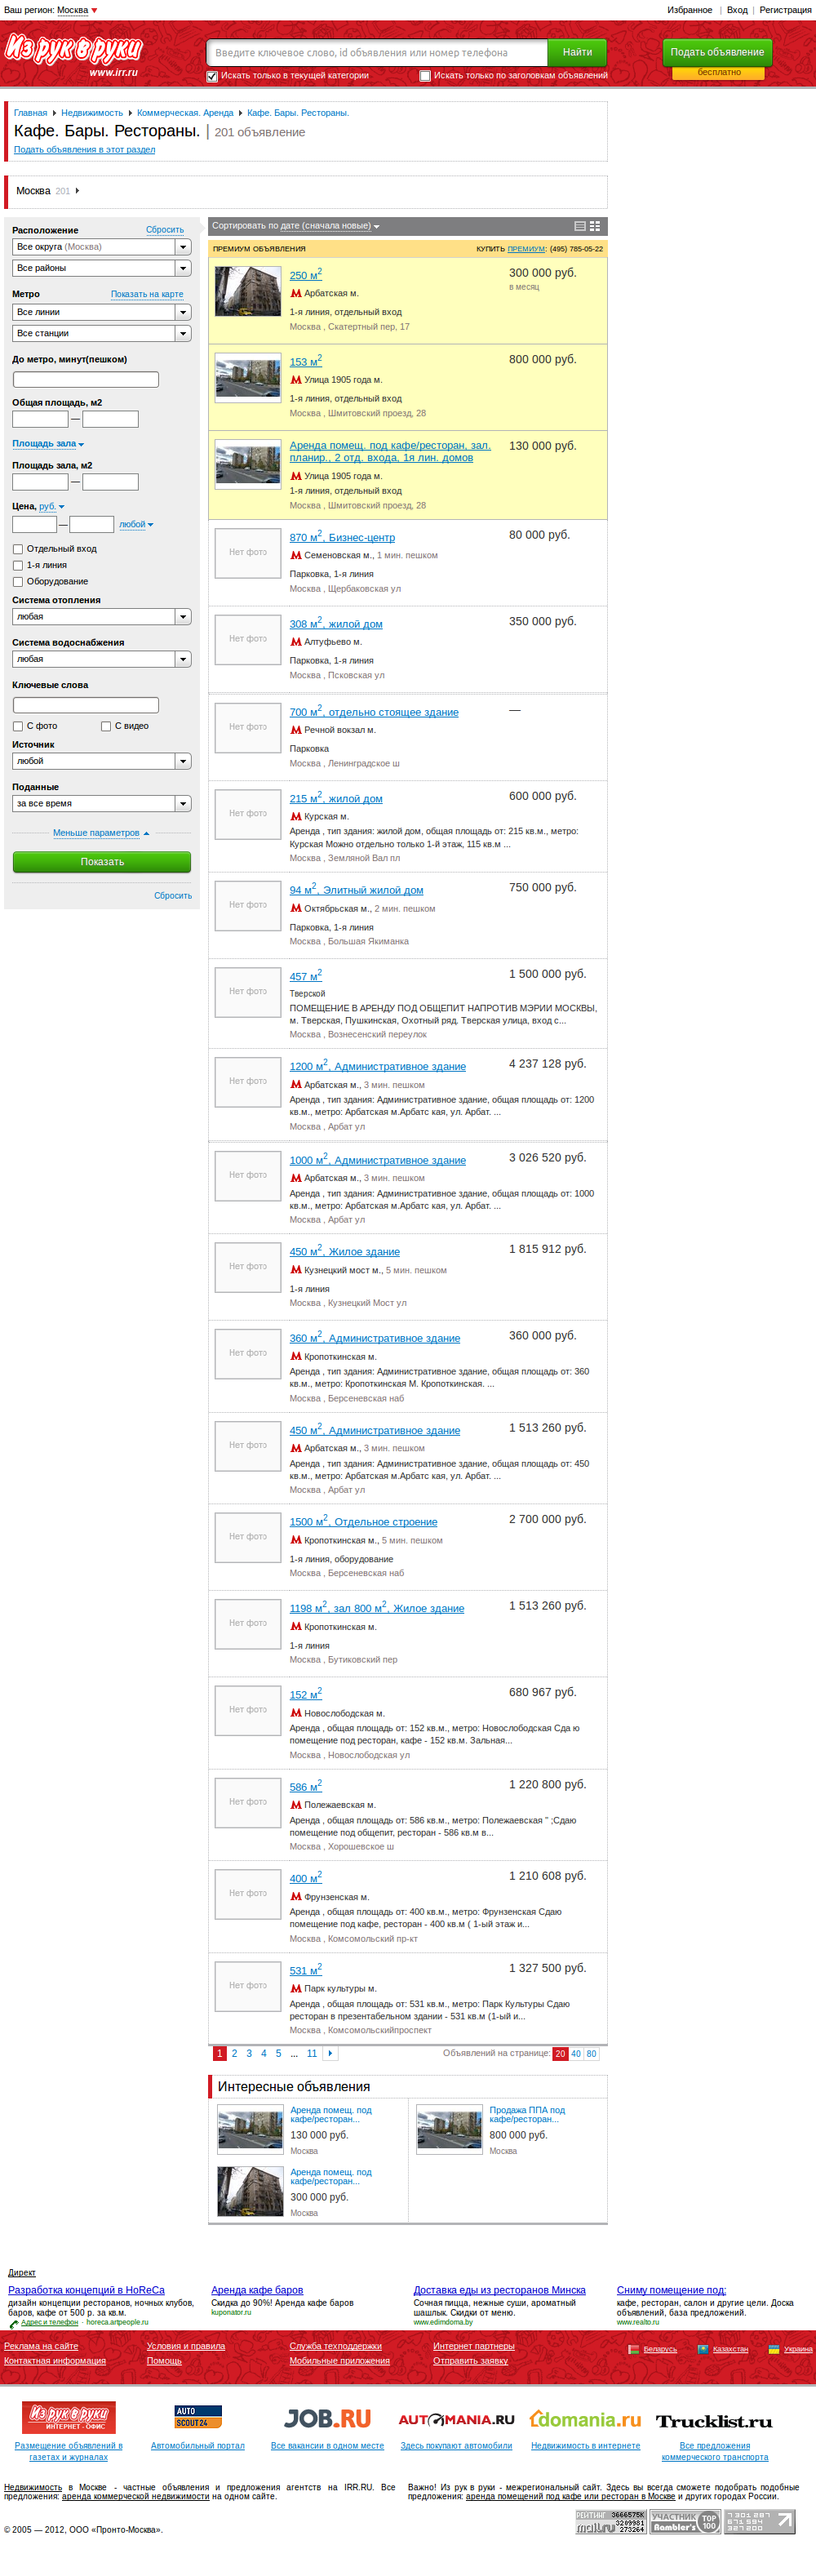 Ваш регион: Москва
Избранное | Вход | Регистрация
Из рук в руки
www.irr.ru
Введите ключевое слово, id объявления или номер телефона
Найти
Подать объявление
бесплатно
Искать только в текущей категории
Искать только по заголовкам объявлений
Главная Недвижимость Коммерческая. Аренда Кафе. Бары. Рестораны.
Кафе. Бары. Рестораны. | 201 объявление
Подать объявления в этот раздел
Москва 201
Расположение Сбросить
Все округа (Москва)
Все районы
Метро Показать на карте
Все линии
Все станции
До метро, минут(пешком)
Общая площадь, м2
—
Площадь зала
Площадь зала, м2
—
Цена, руб.
— любой
Отдельный вход
1-я линия
Оборудование
Система отопления
любая
Система водоснабжения
любая
Ключевые слова
С фото С видео
Источник
любой
Поданные
за все время
Меньше параметров
Показать
Сбросить
Сортировать по дате (сначала новые)
ПРЕМИУМ ОБЪЯВЛЕНИЯ
КУПИТЬ ПРЕМИУМ: (495) 785-05-22
250 м2
300 000 руб.
в месяц
Арбатская м.
1-я линия, отдельный вход
Москва , Скатертный пер, 17
153 м2
800 000 руб.
Улица 1905 года м.
1-я линия, отдельный вход
Москва , Шмитовский проезд, 28
Аренда помещ. под кафе/ресторан, зал.
планир., 2 отд. входа, 1я лин. домов
130 000 руб.
Улица 1905 года м.
1-я линия, отдельный вход
Москва , Шмитовский проезд, 28
Нет фото
870 м2, Бизнес-центр
80 000 руб.
Семеновская м., 1 мин. пешком
Парковка, 1-я линия
Москва , Щербаковская ул
Нет фото
308 м2, жилой дом
350 000 руб.
Алтуфьево м.
Парковка, 1-я линия
Москва , Псковская ул
Нет фото
700 м2, отдельно стоящее здание
—
Речной вокзал м.
Парковка
Москва , Ленинградское ш
Нет фото
215 м2, жилой дом
600 000 руб.
Курская м.
Аренда , тип здания: жилой дом, общая площадь от: 215 кв.м., метро:
Курская Можно отдельно только 1-й этаж, 115 кв.м ...
Москва , Земляной Вал пл
Нет фото
94 м2, Элитный жилой дом
750 000 руб.
Октябрьская м., 2 мин. пешком
Парковка, 1-я линия
Москва , Большая Якиманка
Нет фото
457 м2
1 500 000 руб.
Тверской
ПОМЕЩЕНИЕ В АРЕНДУ ПОД ОБЩЕПИТ НАПРОТИВ МЭРИИ МОСКВЫ,
м. Тверская, Пушкинская, Охотный ряд. Тверская улица, вход с...
Москва , Вознесенский переулок
Нет фото
1200 м2, Административное здание
4 237 128 руб.
Арбатская м., 3 мин. пешком
Аренда , тип здания: Административное здание, общая площадь от: 1200
кв.м., метро: Арбатская м.Арбатс кая, ул. Арбат. ...
Москва , Арбат ул
Нет фото
1000 м2, Административное здание
3 026 520 руб.
Арбатская м., 3 мин. пешком
Аренда , тип здания: Административное здание, общая площадь от: 1000
кв.м., метро: Арбатская м.Арбатс кая, ул. Арбат. ...
Москва , Арбат ул
Нет фото
450 м2, Жилое здание
1 815 912 руб.
Кузнецкий мост м., 5 мин. пешком
1-я линия
Москва , Кузнецкий Мост ул
Нет фото
360 м2, Административное здание
360 000 руб.
Кропоткинская м.
Аренда , тип здания: Административное здание, общая площадь от: 360
кв.м., метро: Кропоткинская М. Кропоткинская. ...
Москва , Берсеневская наб
Нет фото
450 м2, Административное здание
1 513 260 руб.
Арбатская м., 3 мин. пешком
Аренда , тип здания: Административное здание, общая площадь от: 450
кв.м., метро: Арбатская м.Арбатс кая, ул. Арбат. ...
Москва , Арбат ул
Нет фото
1500 м2, Отдельное строение
2 700 000 руб.
Кропоткинская м., 5 мин. пешком
1-я линия, оборудование
Москва , Берсеневская наб
Нет фото
1198 м2, зал 800 м2, Жилое здание
1 513 260 руб.
Кропоткинская м.
1-я линия
Москва , Бутиковский пер
Нет фото
152 м2
680 967 руб.
Новослободская м.
Аренда , общая площадь от: 152 кв.м., метро: Новослободская Сда ю
помещение под ресторан, кафе - 152 кв.м. Зальная...
Москва , Новослободская ул
Нет фото
586 м2
1 220 800 руб.
Полежаевская м.
Аренда , общая площадь от: 586 кв.м., метро: Полежаевская " ;Сдаю
помещение под общепит, ресторан - 586 кв.м в...
Москва , Хорошевское ш
Нет фото
400 м2
1 210 608 руб.
Фрунзенская м.
Аренда , общая площадь от: 400 кв.м., метро: Фрунзенская Сдаю
помещение под кафе, ресторан - 400 кв.м ( 1-ый этаж и...
Москва , Комсомольский пр-кт
Нет фото
531 м2
1 327 500 руб.
Парк культуры м.
Аренда , общая площадь от: 531 кв.м., метро: Парк Культуры Сдаю
ресторан в презентабельном здании - 531 кв.м (1-ый и...
Москва , Комсомольскийпроспект
1 2 3 4 5 ... 11
Объявлений на странице: 20 40 80
Интересные объявления
Аренда помещ. под
кафе/ресторан...
130 000 руб.
Москва
Продажа ППА под
кафе/ресторан...
800 000 руб.
Москва
Аренда помещ. под
кафе/ресторан...
300 000 руб.
Москва
Директ
Разработка концепций в HoReCa
дизайн концепции ресторанов, ночных клубов,
баров, кафе от 500 р. за кв.м.
Адрес и телефон · horeca.artpeople.ru
Аренда кафе баров
Скидка до 90%! Аренда кафе баров
kuponator.ru
Доставка еды из ресторанов Минска
Сочная пицца, нежные суши, ароматный
шашлык. Скидки от меню.
www.edimdoma.by
Сниму помещение под:
кафе, ресторан, салон и другие цели. Доска
объявлений, база предложений.
www.realto.ru
Реклама на сайте Условия и правила Служба техподдержки Интернет партнеры
Беларусь Казахстан Украина
Контактная информация Помощь Мобильные приложения Отправить заявку
Из рук в руки
ИНТЕРНЕТ - ОФИС
AUTO
SCOUT24
JOB.RU
AUTOMANIA.RU
domania.ru
Trucklist.ru
Размещение объявлений в
газетах и журналах
Автомобильный портал
Все вакансии в одном месте
Здесь покупают автомобили
Недвижимость в интернете
Все предложения
коммерческого транспорта
Недвижимость в Москве - частные объявления и предложения агентств на IRR.RU. Все
предложения: аренда коммерческой недвижимости на одном сайте.
Важно! Из рук в руки - межрегиональный сайт. Здесь вы всегда сможете подобрать подобные
предложения: аренда помещений под кафе или ресторан в Москве и других городах России.
© 2005 — 2012, ООО «Пронто-Москва».
РЕЙТИНГ 3666575X
mail.ru 3209981
273264
УЧАСТНИК
Rambler's
TOP 100
7 301 287
871 554
327 200